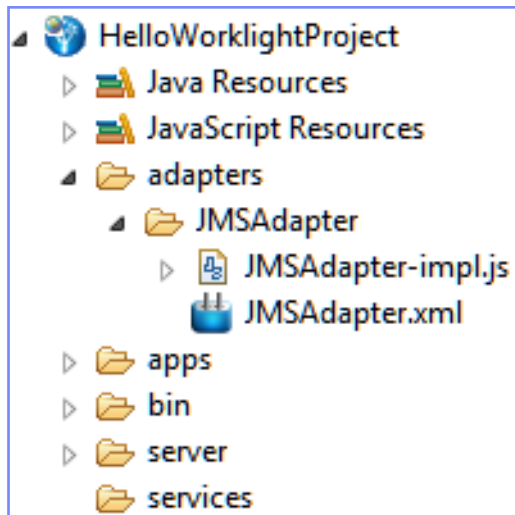 HelloWorklightProject
Java Resources
JavaScript Resources
adapters
JMSAdapter
JMSAdapter-impl.js
JMSAdapter.xml
apps
bin
server
services